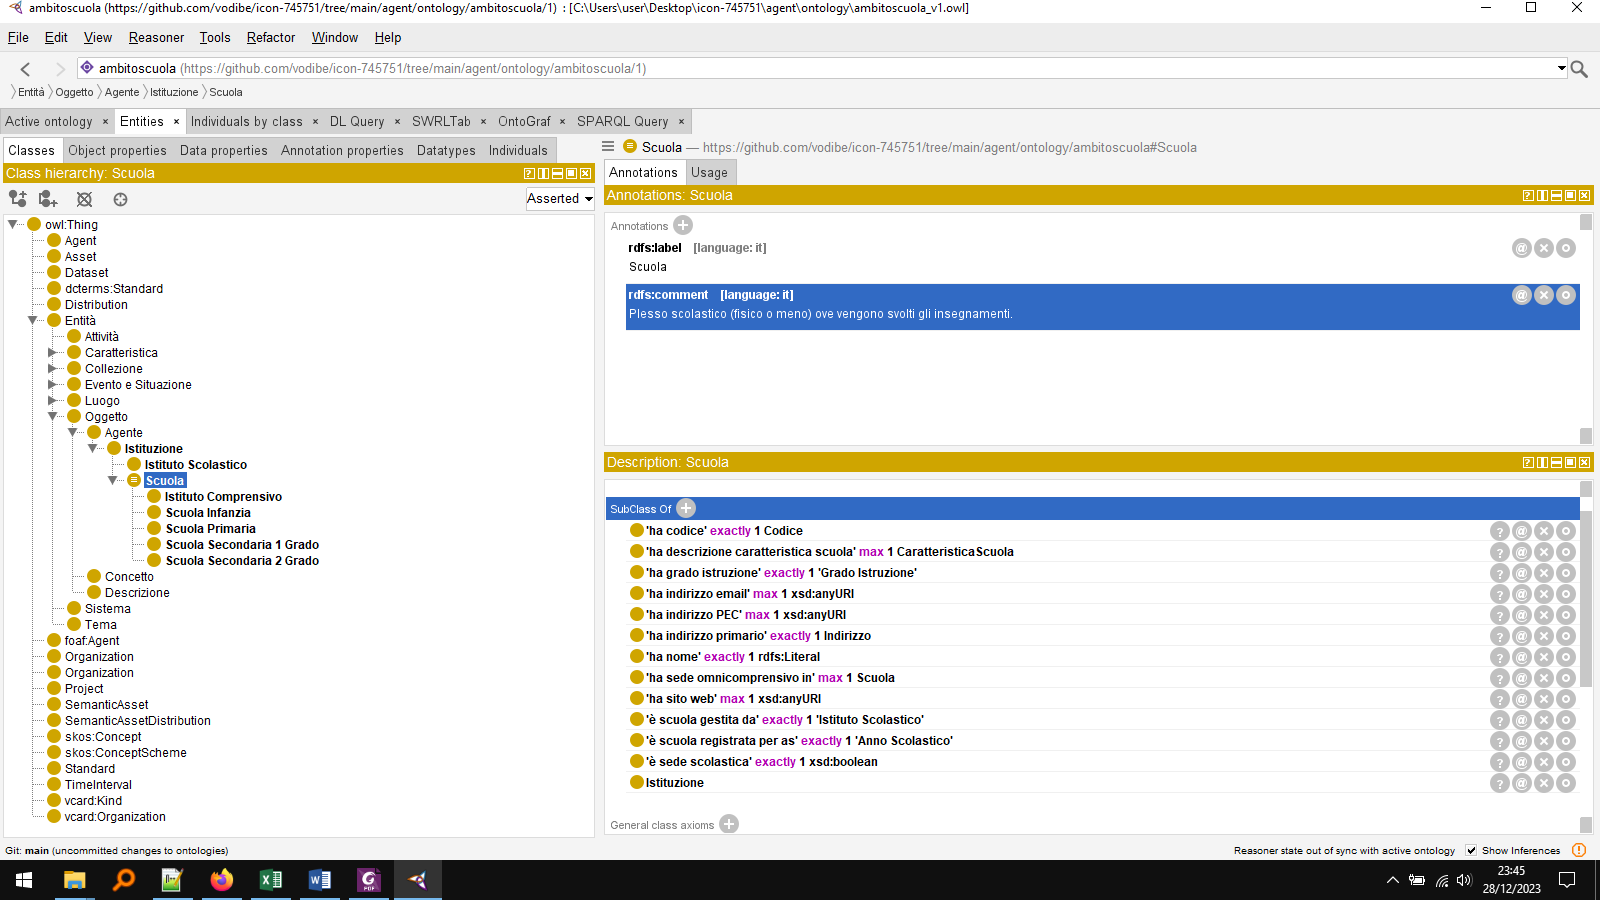 ambitoscuola (https://github.com/vodibe/icon-745751/tree/main/agent/ontology/ambitoscuola/1) : [C:\Users\user\Desktop\icon-745751\agent\ontology\ambitoscuola_v1.owl]
File Edit View Reasoner Tools Refactor Window Help
ambitoscuola (https://github.com/vodibe/icon-745751/tree/main/agent/ontology/ambitoscuola/1)
Entità Oggetto Agente Istituzione Scuola
Active ontology × Entities × Individuals by class × DL Query × SWRLTab × OntoGraf × SPARQL Query ×
Classes Object properties Data properties Annotation properties Datatypes Individuals
Class hierarchy: Scuola
Asserted
owl:Thing
Agent
Asset
Dataset
dcterms:Standard
Distribution
Entità
Attività
Caratteristica
Collezione
Evento e Situazione
Luogo
Oggetto
Agente
Istituzione
Istituto Scolastico
Scuola
Istituto Comprensivo
Scuola Infanzia
Scuola Primaria
Scuola Secondaria 1 Grado
Scuola Secondaria 2 Grado
Concetto
Descrizione
Sistema
Tema
foaf:Agent
Organization
Organization
Project
SemanticAsset
SemanticAssetDistribution
skos:Concept
skos:ConceptScheme
Standard
TimeInterval
vcard:Kind
vcard:Organization
Scuola — https://github.com/vodibe/icon-745751/tree/main/agent/ontology/ambitoscuola#Scuola
Annotations Usage
Annotations: Scuola
Annotations
rdfs:label [language: it]
Scuola
rdfs:comment [language: it]
Plesso scolastico (fisico o meno) ove vengono svolti gli insegnamenti.
Description: Scuola
SubClass Of
'ha codice' exactly 1 Codice
'ha descrizione caratteristica scuola' max 1 CaratteristicaScuola
'ha grado istruzione' exactly 1 'Grado Istruzione'
'ha indirizzo email' max 1 xsd:anyURI
'ha indirizzo PEC' max 1 xsd:anyURI
'ha indirizzo primario' exactly 1 Indirizzo
'ha nome' exactly 1 rdfs:Literal
'ha sede omnicomprensivo in' max 1 Scuola
'ha sito web' max 1 xsd:anyURI
'è scuola gestita da' exactly 1 'Istituto Scolastico'
'è scuola registrata per as' exactly 1 'Anno Scolastico'
'è sede scolastica' exactly 1 xsd:boolean
Istituzione
General class axioms
Git: main (uncommitted changes to ontologies)
Reasoner state out of sync with active ontology Show Inferences
23:45
28/12/2023